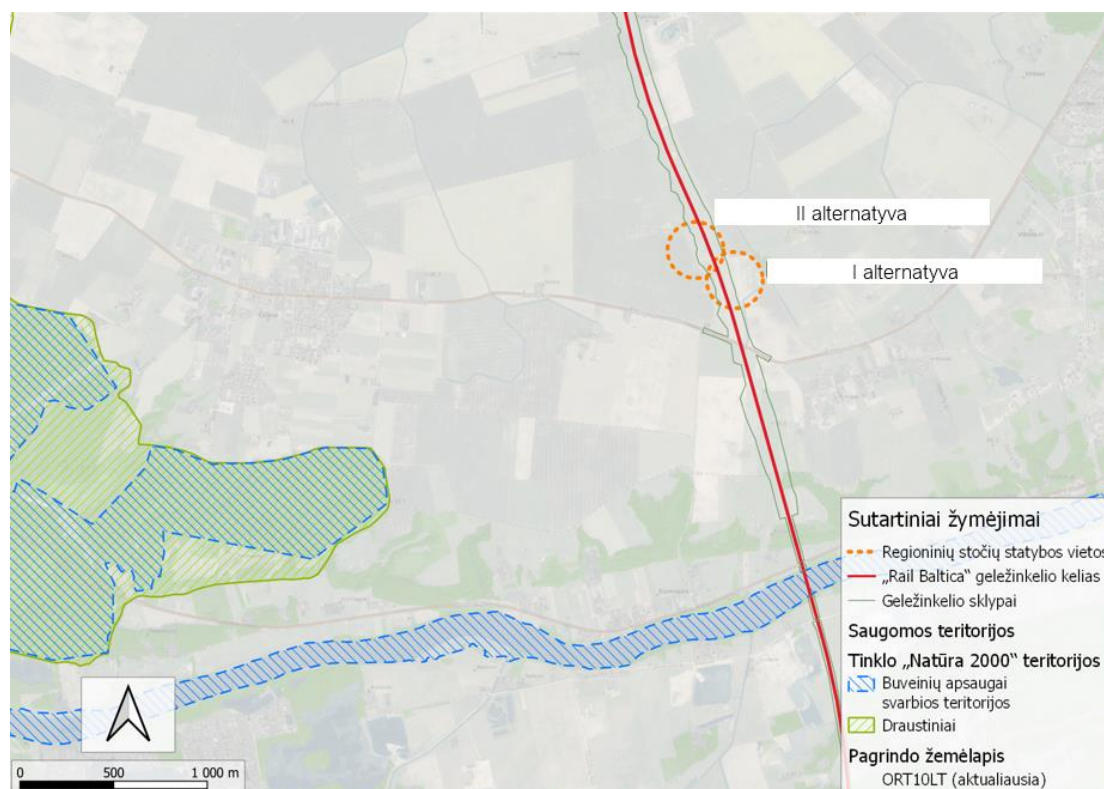 II alternatyva
I alternatyva
Sutartiniai žymėjimai
Regioninių stočių statybos vietos
„Rail Baltica“ geležinkelio kelias
Geležinkelio sklypai
Saugomos teritorijos
Tinklo „Natūra 2000“ teritorijos
Buveinių apsaugai
svarbios teritorijos
Draustiniai
Pagrindo žemėlapis
ORT10LT (aktualiausia)
0 500 1 000 m